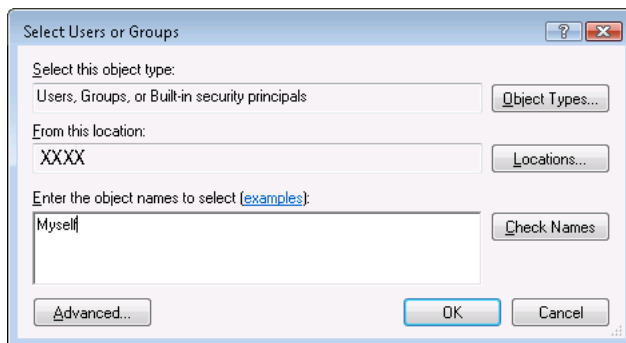 Select Users or Groups
Select this object type:
Users, Groups, or Built-in security principals
Object Types...
From this location:
XXXX
Locations...
Enter the object names to select (examples):
Myself
Check Names
Advanced...
OK
Cancel